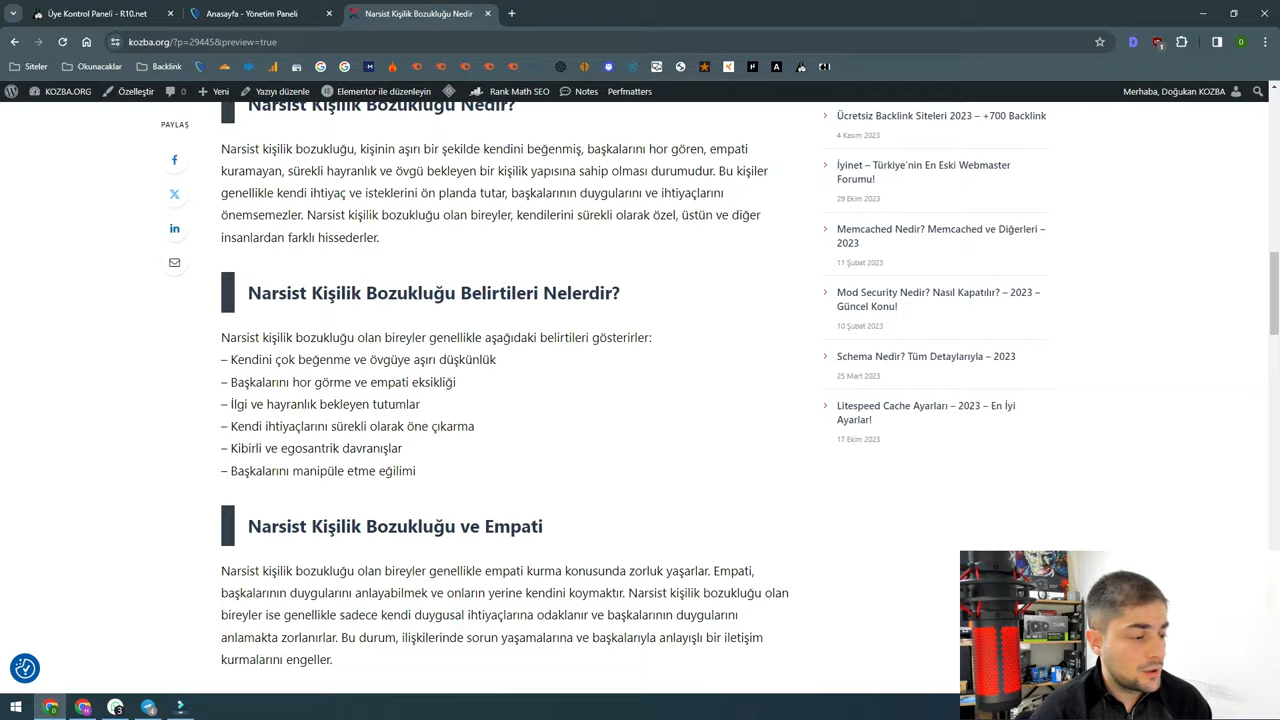 Üye Kontrol Paneli - R10.net
Anasayfa - Yönetim Paneli
Narsist Kişilik Bozukluğu Nedir
kozba.org/?p=29445&preview=true
Siteler
Okunacaklar
Backlink
KOZBA.ORG
Özelleştir
0
Yeni
Yazıyı düzenle
Elementor ile düzenleyin
Rank Math SEO
Notes
Perfmatters
Merhaba, Doğukan KOZBA
PAYLAŞ
Narsist Kişilik Bozukluğu Nedir?
Narsist kişilik bozukluğu, kişinin aşırı bir şekilde kendini beğenmiş, başkalarını hor gören, empati
kuramayan, sürekli hayranlık ve övgü bekleyen bir kişilik yapısına sahip olması durumudur. Bu kişiler
genellikle kendi ihtiyaç ve isteklerini ön planda tutar, başkalarının duygularını ve ihtiyaçlarını
önemsemezler. Narsist kişilik bozukluğu olan bireyler, kendilerini sürekli olarak özel, üstün ve diğer
insanlardan farklı hissederler.
Narsist Kişilik Bozukluğu Belirtileri Nelerdir?
Narsist kişilik bozukluğu olan bireyler genellikle aşağıdaki belirtileri gösterirler:
– Kendini çok beğenme ve övgüye aşırı düşkünlük
– Başkalarını hor görme ve empati eksikliği
– İlgi ve hayranlık bekleyen tutumlar
– Kendi ihtiyaçlarını sürekli olarak öne çıkarma
– Kibirli ve egosantrik davranışlar
– Başkalarını manipüle etme eğilimi
Narsist Kişilik Bozukluğu ve Empati
Narsist kişilik bozukluğu olan bireyler genellikle empati kurma konusunda zorluk yaşarlar. Empati,
başkalarının duygularını anlayabilmek ve onların yerine kendini koymaktır. Narsist kişilik bozukluğu olan
bireyler ise genellikle sadece kendi duygusal ihtiyaçlarına odaklanır ve başkalarının duygularını
anlamakta zorlanırlar. Bu durum, ilişkilerinde sorun yaşamalarına ve başkalarıyla anlayışlı bir iletişim
kurmalarını engeller.
Ücretsiz Backlink Siteleri 2023 – +700 Backlink
4 Kasım 2023
İyinet – Türkiye'nin En Eski Webmaster
Forumu!
29 Ekim 2023
Memcached Nedir? Memcached ve Diğerleri –
2023
11 Şubat 2023
Mod Security Nedir? Nasıl Kapatılır? – 2023 –
Güncel Konu!
10 Şubat 2023
Schema Nedir? Tüm Detaylarıyla – 2023
25 Mart 2023
Litespeed Cache Ayarları – 2023 – En İyi
Ayarlar!
17 Ekim 2023